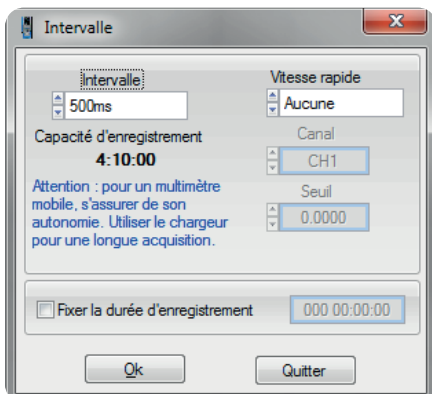 Intervalle
Intervalle
Vitesse rapide
500ms
Aucune
Capacité d'enregistrement
4:10:00
Canal
CH1
Attention : pour un multimètre
mobile, s'assurer de son
autonomie. Utiliser le chargeur
pour une longue acquisition.
Seuil
0.0000
Fixer la durée d'enregistrement
000 00:00:00
Ok
Quitter